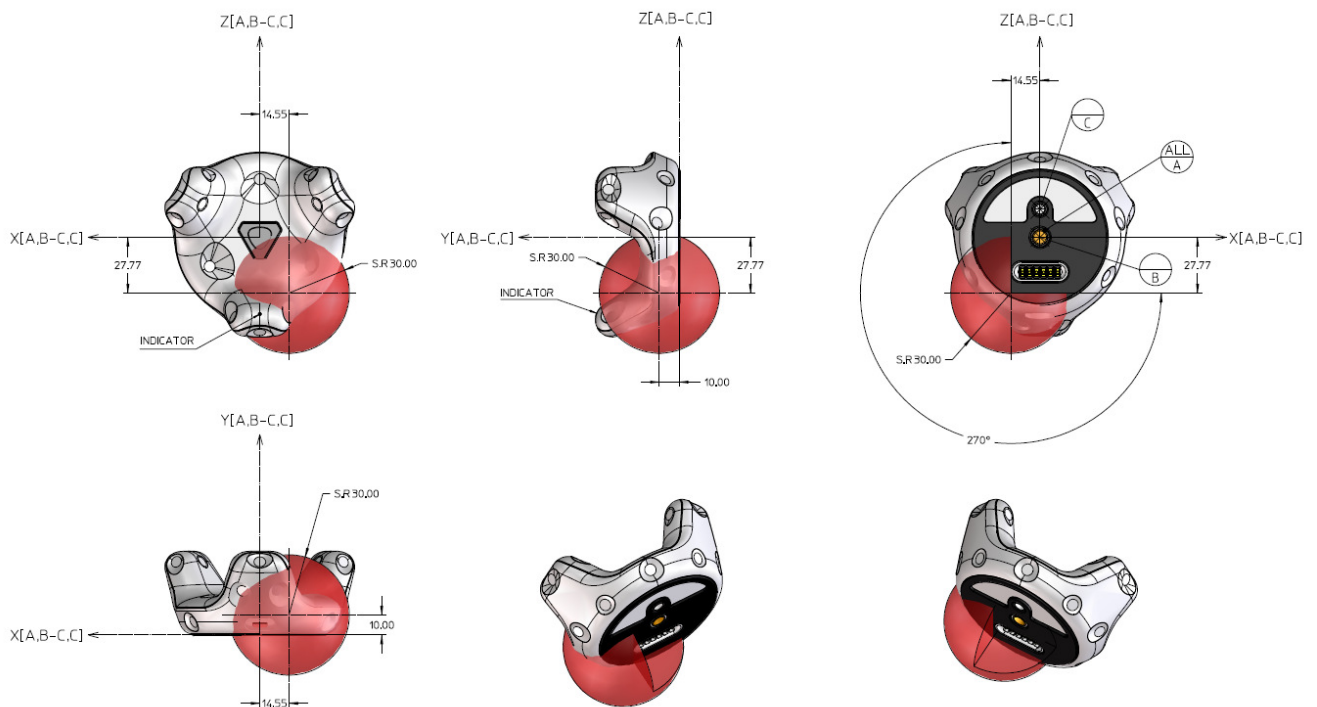 Z[A,B-C,C]
14.55
X[A,B-C,C]
27.77
S.R30.00
INDICATOR
Z[A,B-C,C]
Y[A,B-C,C]
S.R30.00
27.77
INDICATOR
10.00
Z[A,B-C,C]
14.55
C
ALL
A
X[A,B-C,C]
27.77
B
S.R30.00
270°
Y[A,B-C,C]
S.R30.00
X[A,B-C,C]
10.00
14.55